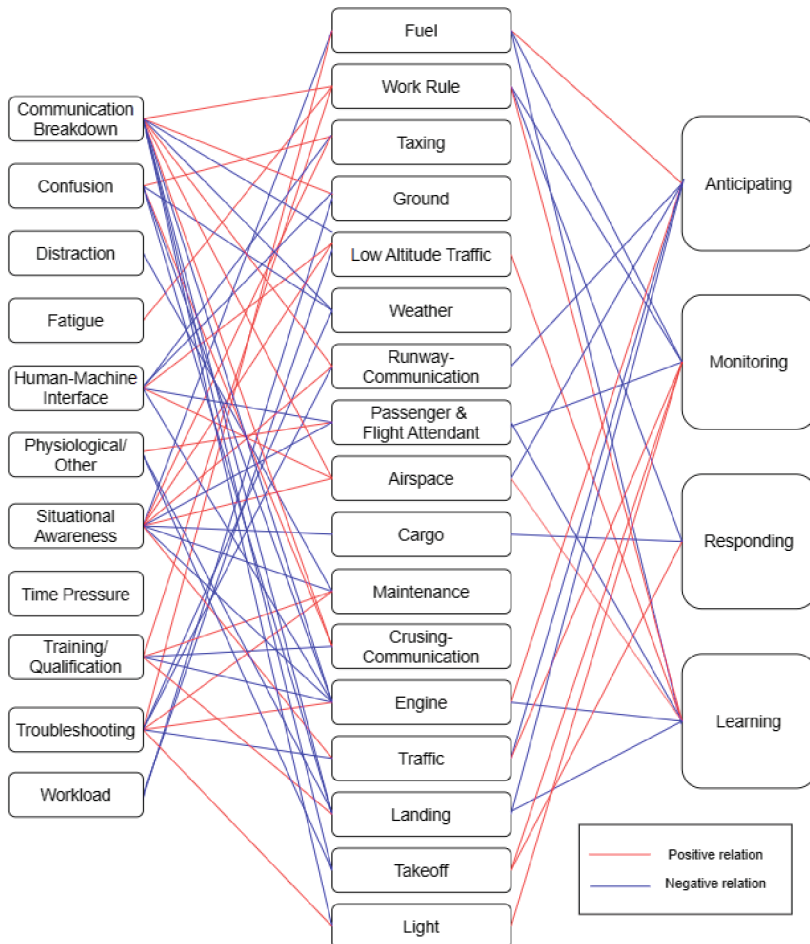 Communication
Breakdown
Confusion
Distraction
Fatigue
Human-Machine
Interface
Physiological/
Other
Situational
Awareness
Time Pressure
Training/
Qualification
Troubleshooting
Workload
Fuel
Work Rule
Taxing
Ground
Low Altitude Traffic
Weather
Runway-
Communication
Passenger &
Flight Attendant
Airspace
Cargo
Maintenance
Crusing-
Communication
Engine
Traffic
Landing
Takeoff
Light
Anticipating
Monitoring
Responding
Learning
Positive relation
Negative relation